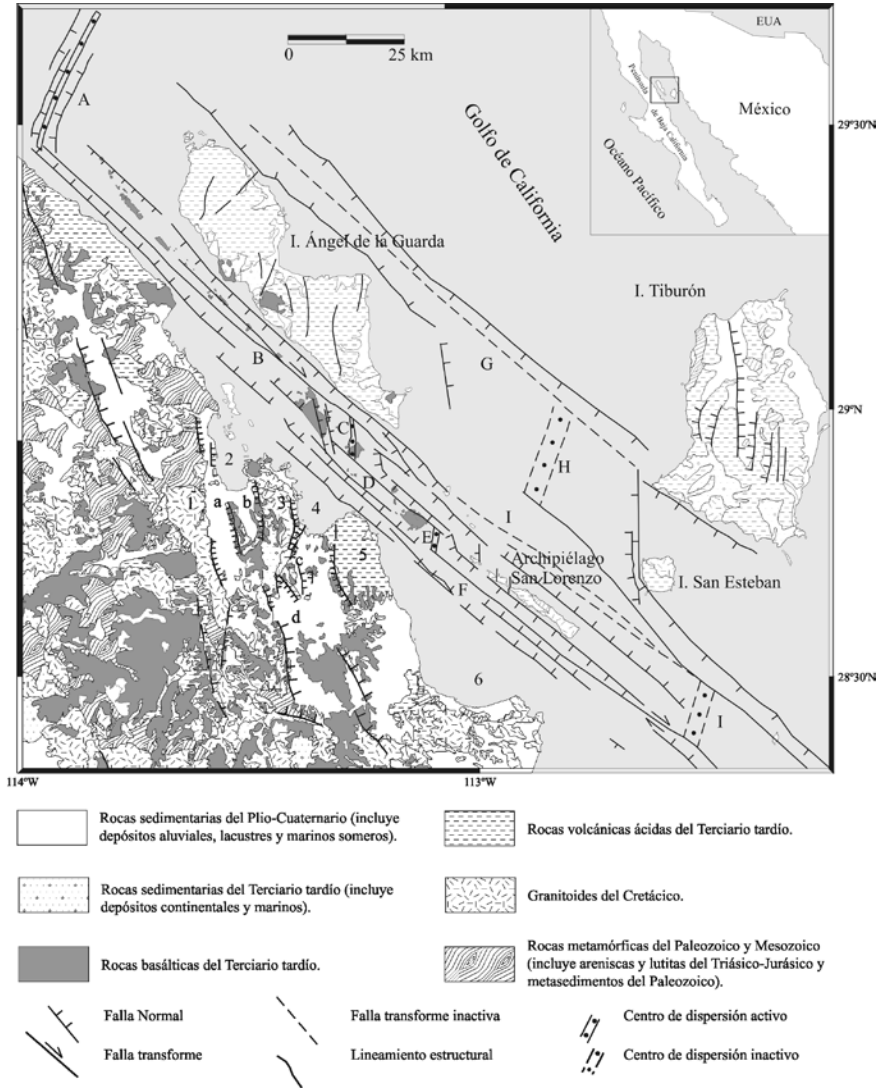 0 25 km
EUA
México
Península
de Baja California
Océano Pacífico
Golfo de California
29°30'N
29°N
28°30'N
114°W
113°W
I. Ángel de la Guarda
I. Tiburón
I. San Esteban
Archipiélago
San Lorenzo
A
B
C
D
E
F
G
H
I
I
1
2
3
4
5
6
a
b
c
d
Rocas sedimentarias del Plio-Cuaternario (incluye
depósitos aluviales, lacustres y marinos someros).
Rocas sedimentarias del Terciario tardío (incluye
depósitos continentales y marinos).
Rocas basálticas del Terciario tardío.
Rocas volcánicas ácidas del Terciario tardío.
Granitoides del Cretácico.
Rocas metamórficas del Paleozoico y Mesozoico
(incluye areniscas y lutitas del Triásico-Jurásico y
metasedimentos del Paleozoico).
Falla Normal
Falla transforme
Falla transforme inactiva
Lineamiento estructural
Centro de dispersión activo
Centro de dispersión inactivo